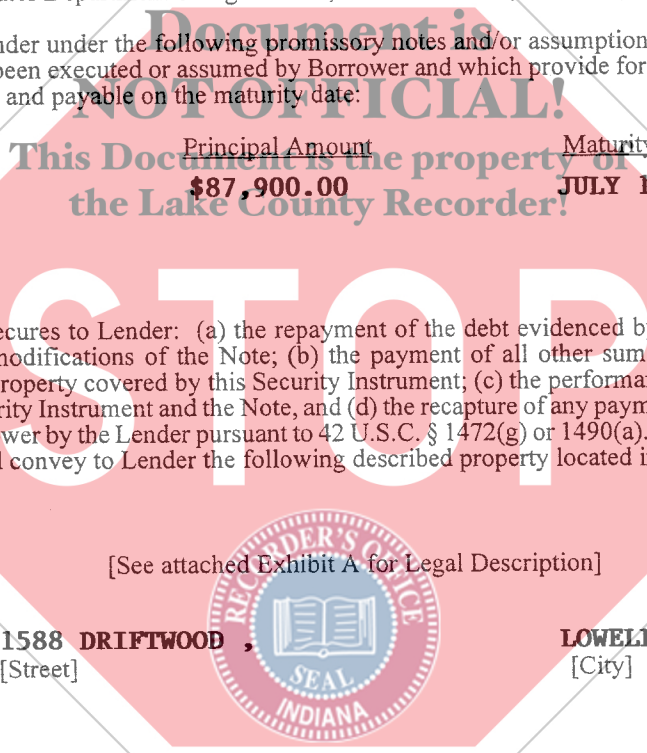 nder under the following promissory notes and/or assumption
been executed or assumed by Borrower and which provide for
and payable on the maturity date:
Document is
NOT OFFICIAL!
This Document is the property of
the Lake County Recorder!
Principal Amount Maturity
$87,900.00 JULY
STOP
ecures to Lender: (a) the repayment of the debt evidenced by
modifications of the Note; (b) the payment of all other sum
roperty covered by this Security Instrument; (c) the performa
rity Instrument and the Note, and (d) the recapture of any paym
wer by the Lender pursuant to 42 U.S.C. § 1472(g) or 1490(a).
l convey to Lender the following described property located i
[See attached Exhibit A for Legal Description]
1588 DRIFTWOOD , LOWELL
[Street] [City]
RECORDER'S OFFICE
SEAL
INDIANA